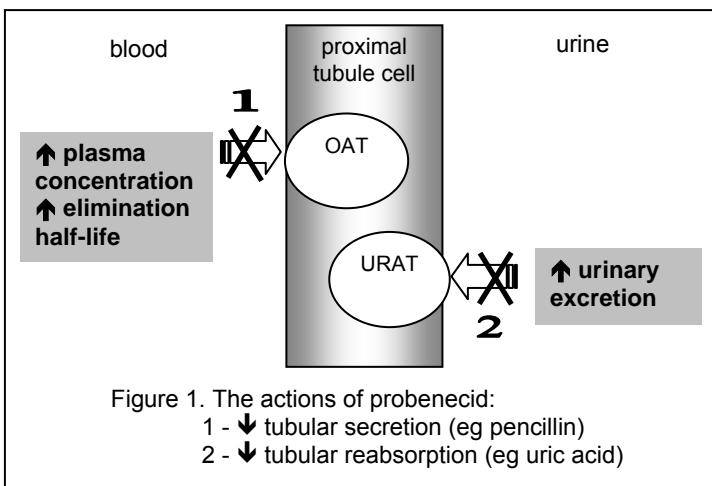 blood
proximal
tubule cell
urine
1
OAT
↑ plasma
concentration
↑ elimination
half-life
URAT
↑ urinary
excretion
2
Figure 1. The actions of probenecid:
1 - ↓ tubular secretion (eg pencillin)
2 - ↓ tubular reabsorption (eg uric acid)